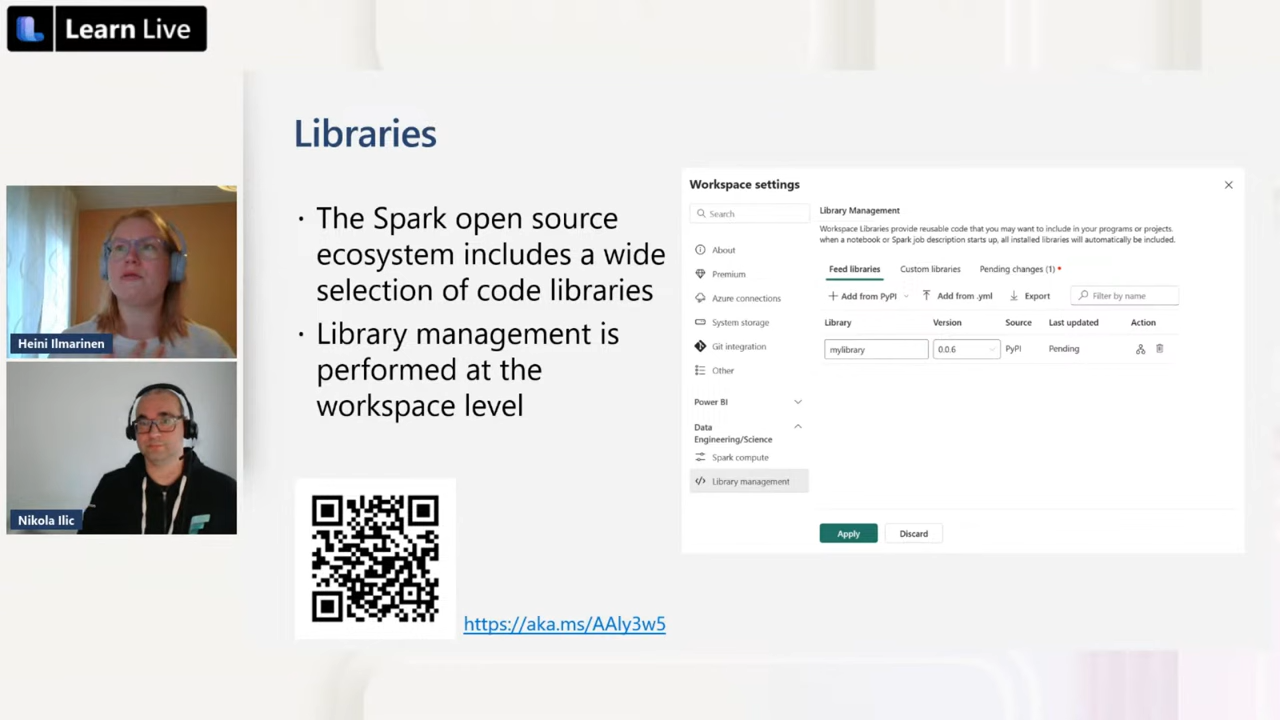 Learn Live
Libraries
· The Spark open source
ecosystem includes a wide
selection of code libraries
· Library management is
performed at the
workspace level
https://aka.ms/AAly3w5
Heini Ilmarinen
Nikola Ilic
Workspace settings
Search
About
Premium
Azure connections
System storage
Git integration
Other
Power BI
Data
Engineering/Science
Spark compute
Library management
Library Management
Workspace Libraries provide reusable code that you may want to include in your programs or projects.
when a notebook or Spark job description starts up, all installed libraries will automatically be included.
Feed libraries Custom libraries Pending changes (1) •
+ Add from PyPI Add from .yml Export Filter by name
Library Version Source Last updated Action
mylibrary 0.0.6 PyPI Pending
Apply Discard